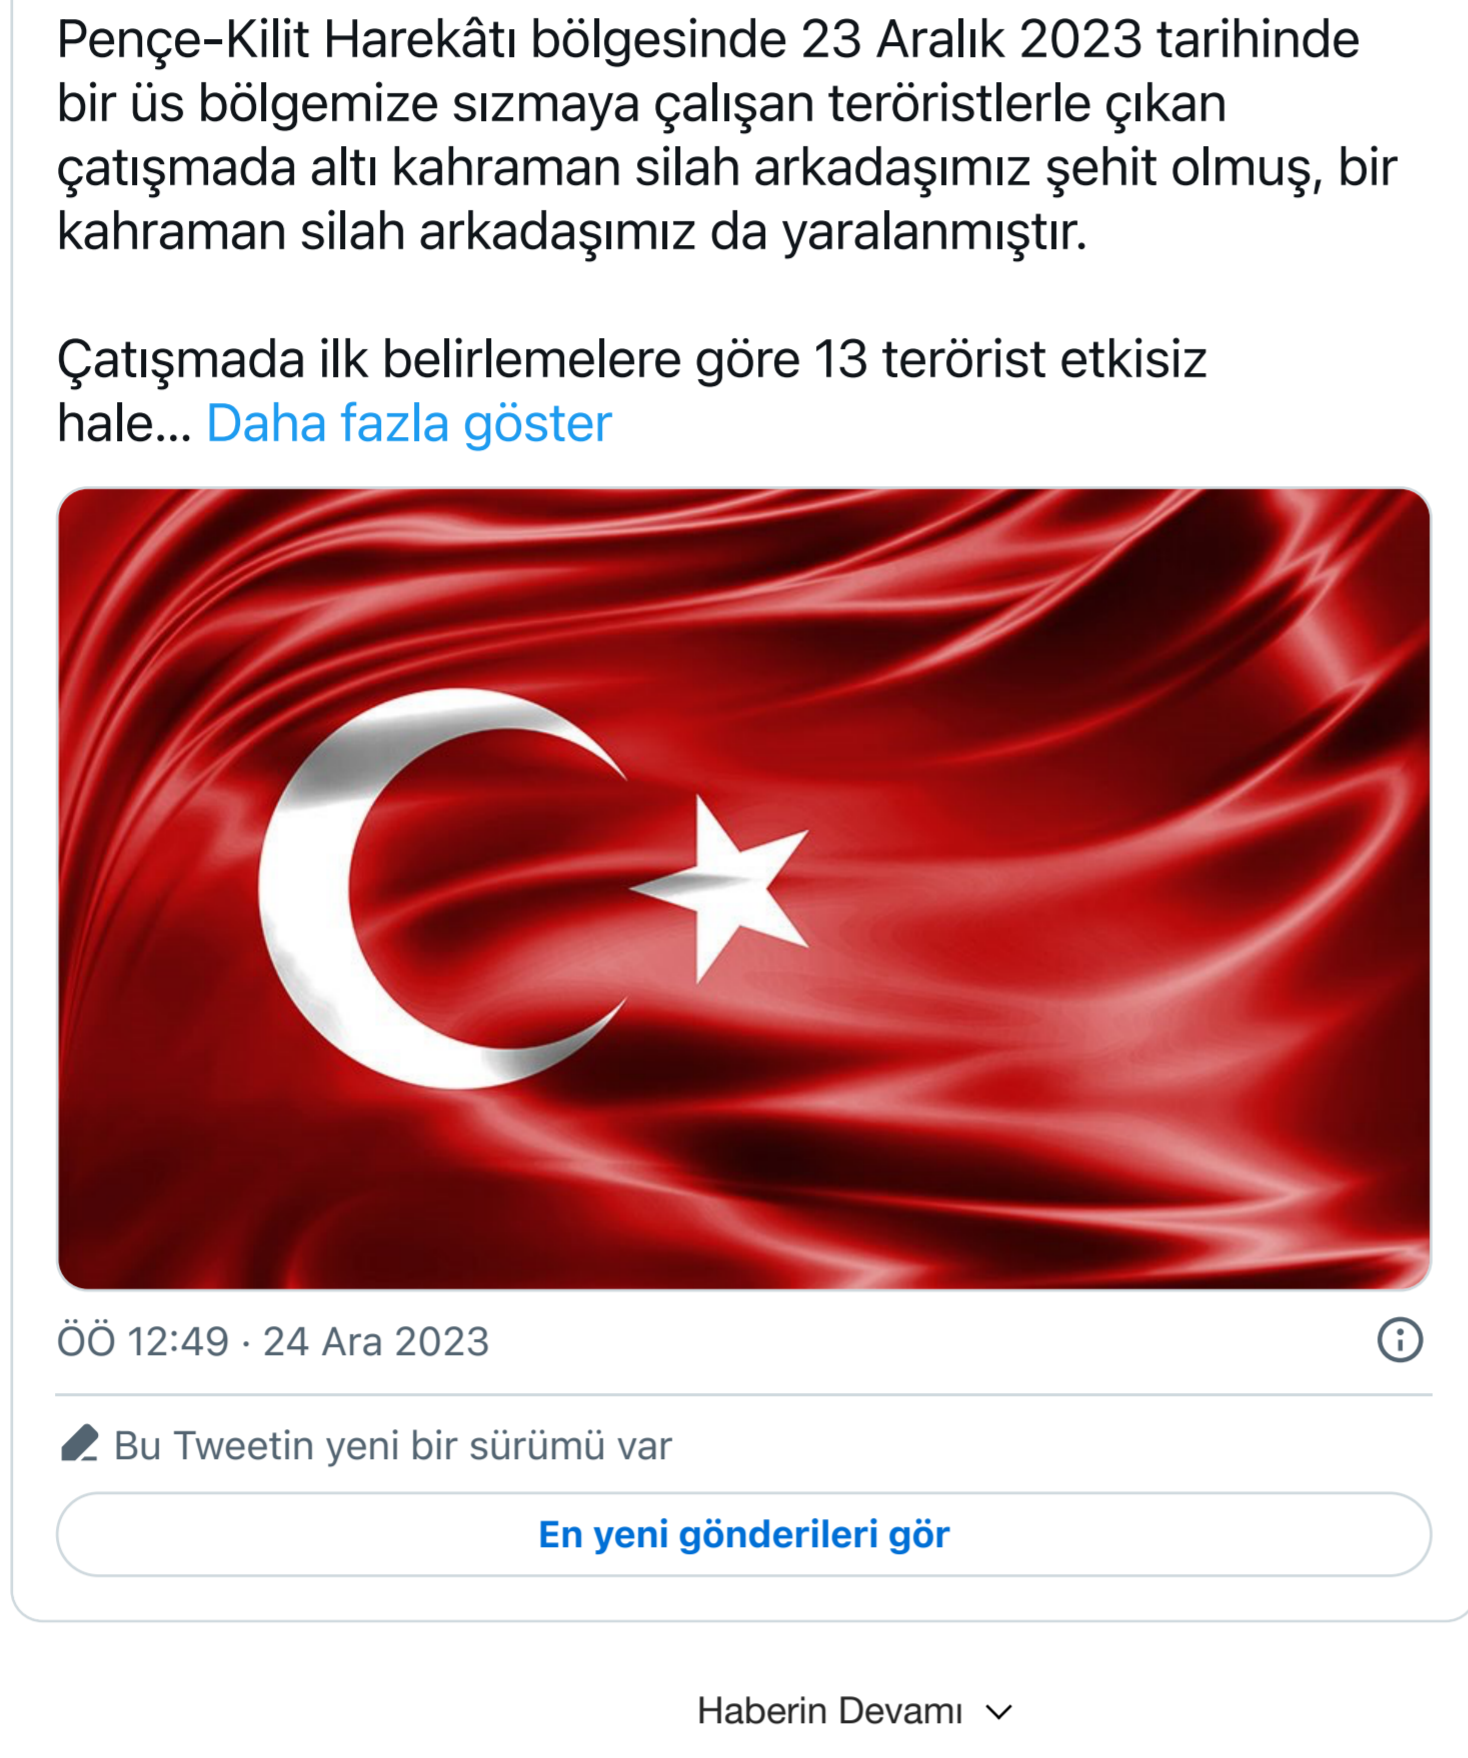 Pençe-Kilit Harekâtı bölgesinde 23 Aralık 2023 tarihinde
bir üs bölgemize sızmaya çalışan teröristlerle çıkan
çatışmada altı kahraman silah arkadaşımız şehit olmuş, bir
kahraman silah arkadaşımız da yaralanmıştır.
Çatışmada ilk belirlemelere göre 13 terörist etkisiz
hale... Daha fazla göster
ÖÖ 12:49 · 24 Ara 2023
Bu Tweetin yeni bir sürümü var
En yeni gönderileri gör
Haberin Devamı